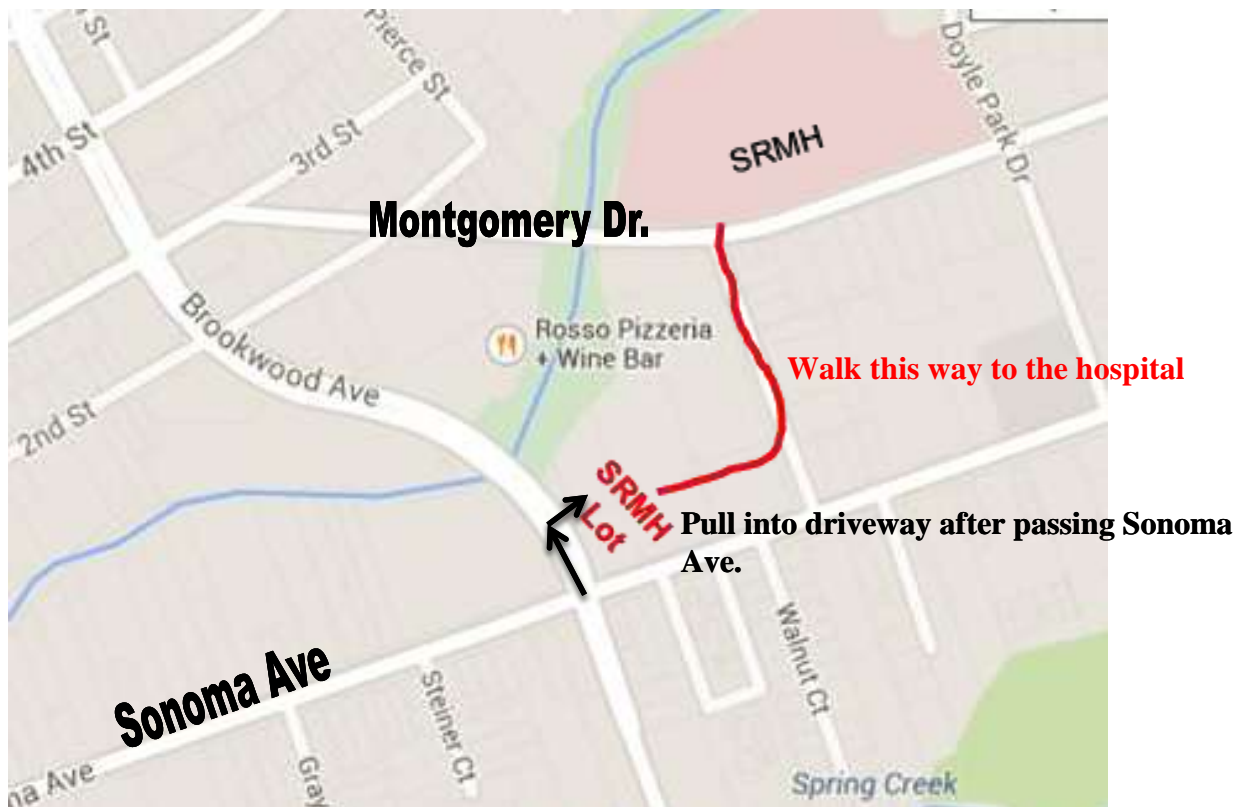 St
Pierce St
Doyle Park Dr
4th St
3rd St
SRMH
Montgomery Dr.
Brookwood Ave
Rosso Pizzeria
+ Wine Bar
Walk this way to the hospital
2nd St
SRMH
Lot
Pull into driveway after passing Sonoma
Ave.
Sonoma Ave
Walnut Ct
Steiner Ct
Gray
na Ave
Spring Creek